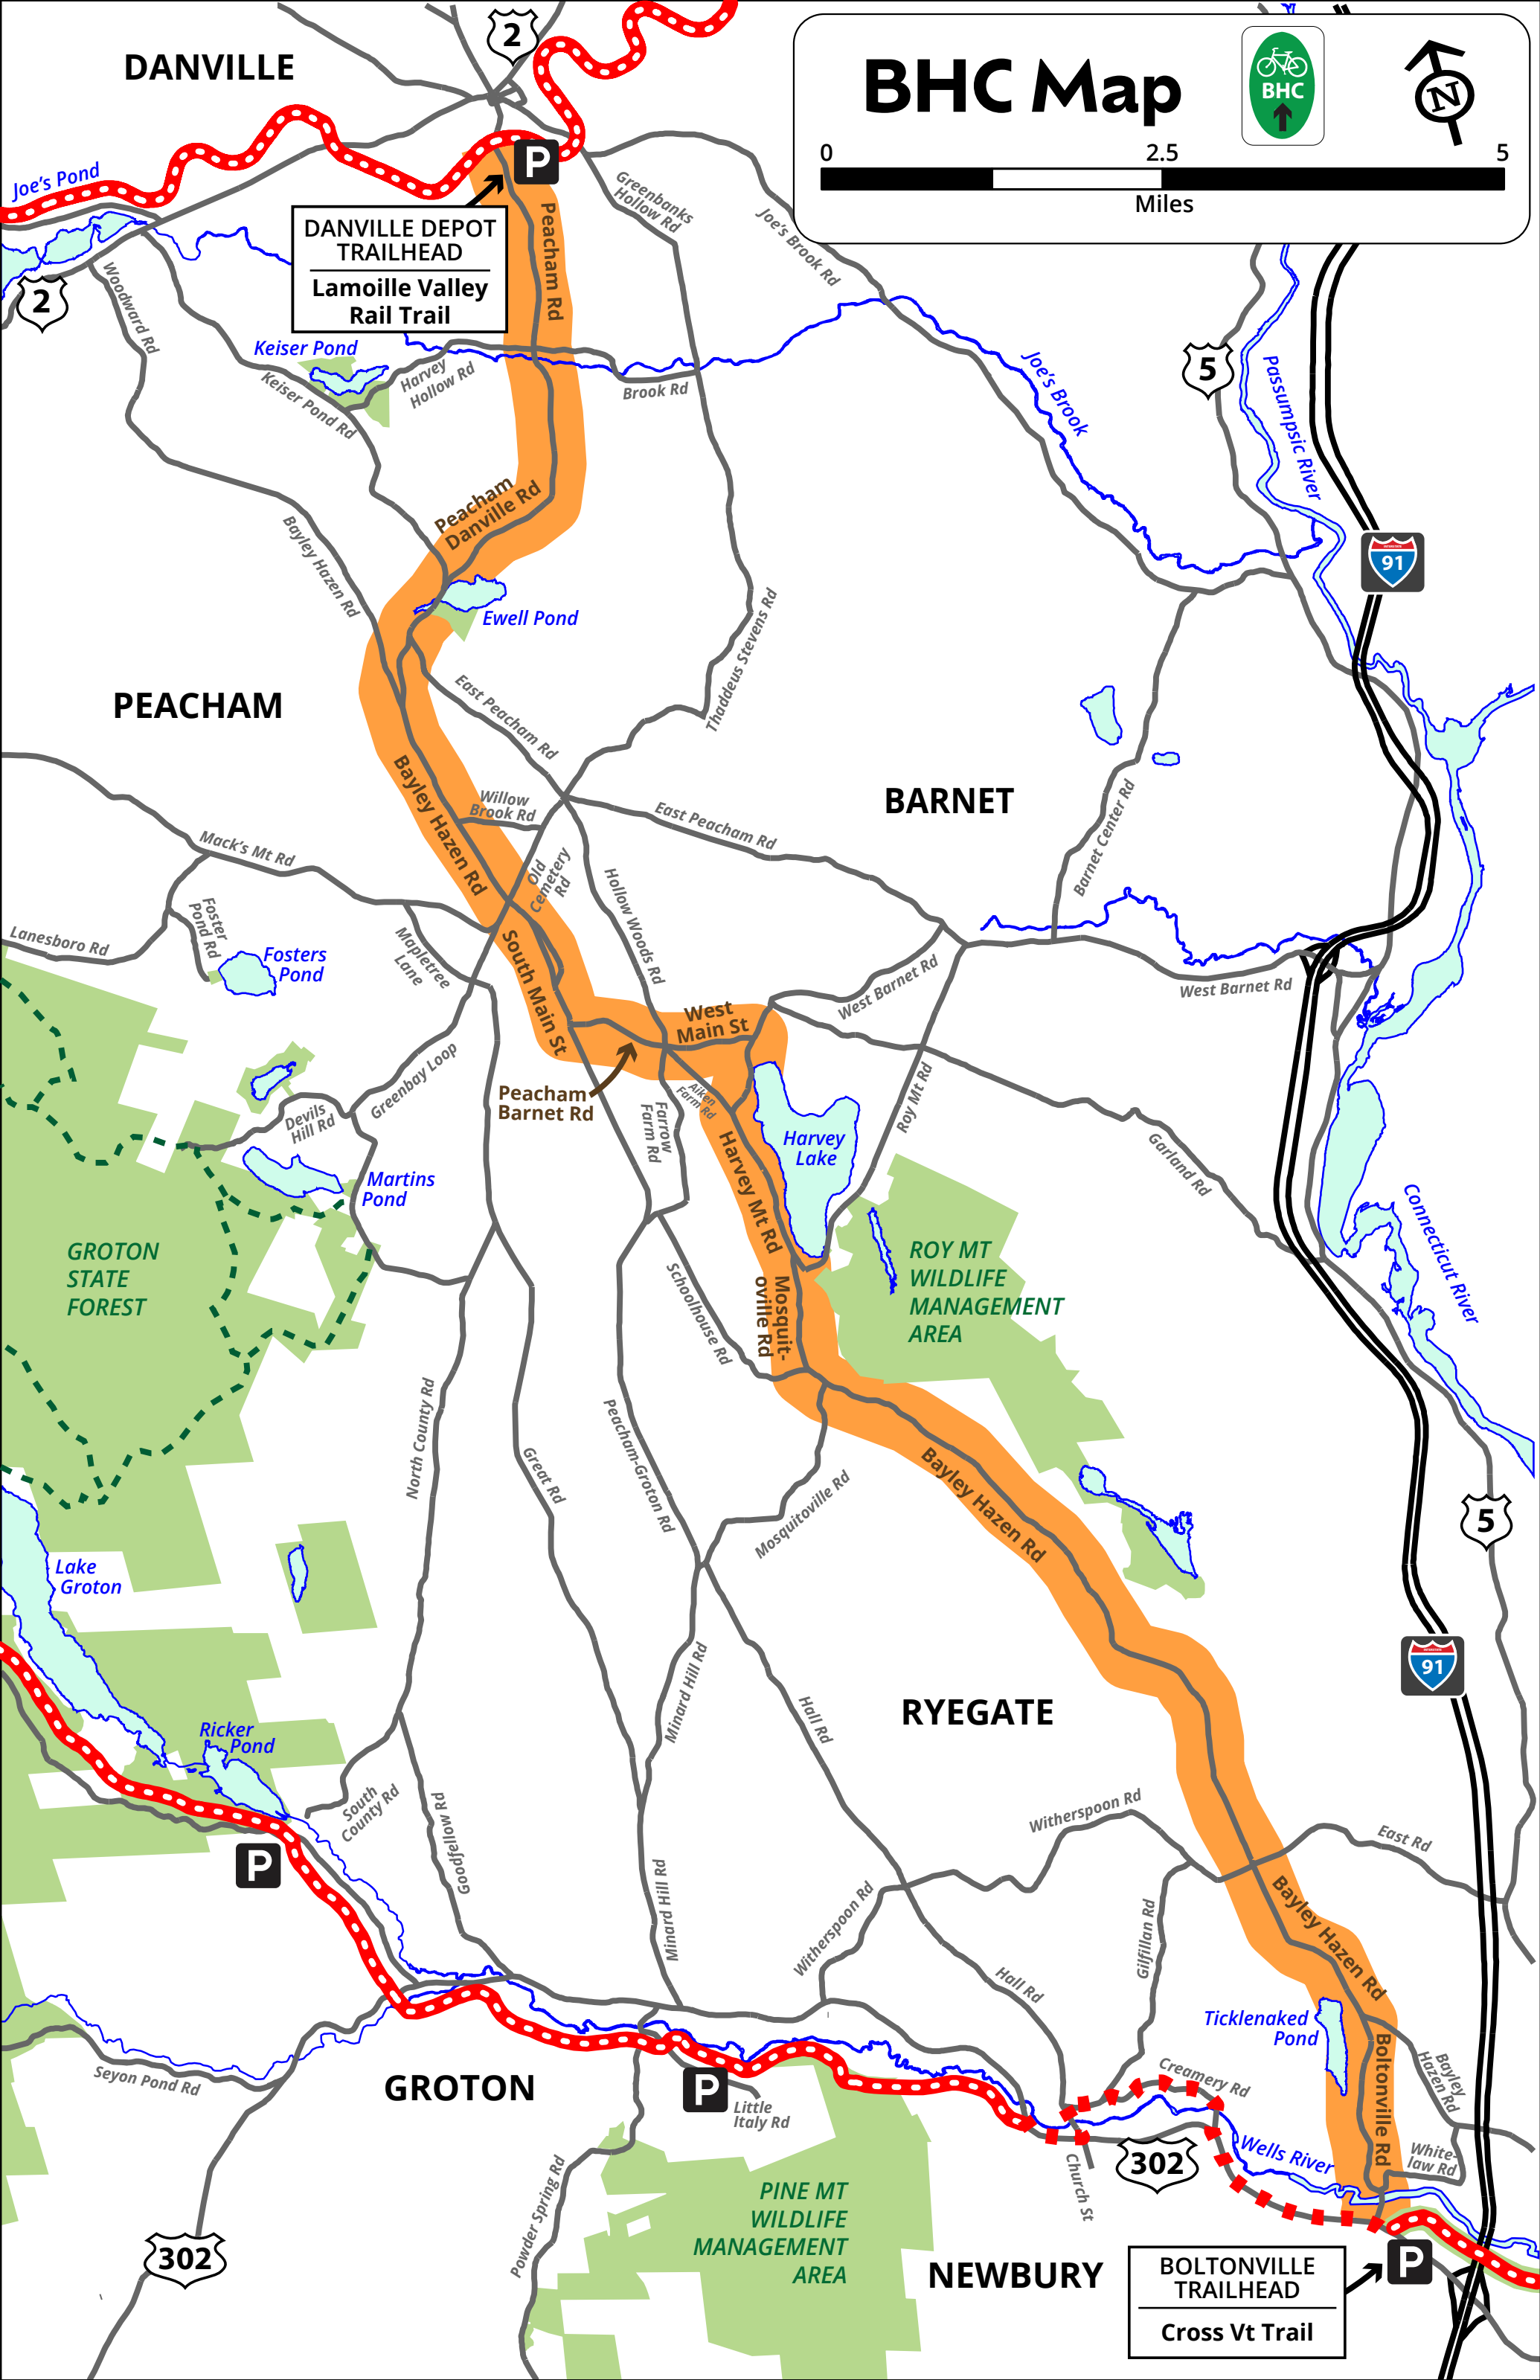 DANVILLE
2
BHC Map
BHC
N
0
2.5
5
Miles
Joe's Pond
P
DANVILLE DEPOT
TRAILHEAD
Lamoille Valley
Rail Trail
Peacham Rd
Greenbanks
Hollow Rd
Joe's Brook Rd
2
Woodward Rd
Keiser Pond
Keiser Pond Rd
Harvey
Hollow Rd
Brook Rd
Joe's Brook
5
Passumpsic River
91
Peacham
Danville Rd
Bayley Hazen Rd
Ewell Pond
Thaddeus Stevens Rd
PEACHAM
East Peacham Rd
Bayley Hazen Rd
Willow
Brook Rd
East Peacham Rd
BARNET
Barnet Center Rd
Mack's Mt Rd
Old
Cemetery
Rd
Hollow Woods Rd
Foster
Pond Rd
Lanesboro Rd
Fosters
Pond
Mapletree
Lane
South Main St
West
Main St
West Barnet Rd
West Barnet Rd
Peacham
Barnet Rd
Greenbay Loop
Devils
Hill Rd
Aiken
Farm Rd
Farrow
Farm Rd
Harvey
Lake
Roy Mt Rd
Garland Rd
Martins
Pond
Harvey Mt Rd
Connecticut River
GROTON
STATE
FOREST
ROY MT
WILDLIFE
MANAGEMENT
AREA
Schoolhouse Rd
Mosquit-
oville Rd
North County Rd
Great Rd
Peacham-Groton Rd
Mosquitoville Rd
Bayley Hazen Rd
5
Lake
Groton
91
Minard Hill Rd
Hall Rd
RYEGATE
Ricker
Pond
South
County Rd
Goodfellow Rd
P
Witherspoon Rd
East Rd
Minard Hill Rd
Witherspoon Rd
Gilfillan Rd
Bayley Hazen Rd
Hall Rd
Ticklenaked
Pond
Seyon Pond Rd
GROTON
P
Little
Italy Rd
Creamery Rd
Boltonville Rd
Bayley
Hazen Rd
Church St
302
Wells River
White-
law Rd
302
Powder Spring Rd
PINE MT
WILDLIFE
MANAGEMENT
AREA
NEWBURY
BOLTONVILLE
TRAILHEAD
Cross Vt Trail
P